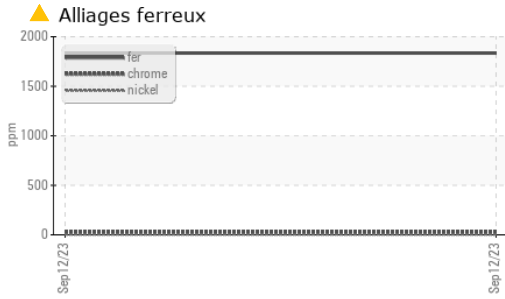 Alliages ferreux
2000
1500
1000
500
0
ppm
fer
chrome
nickel
Sep12/23
Sep12/23